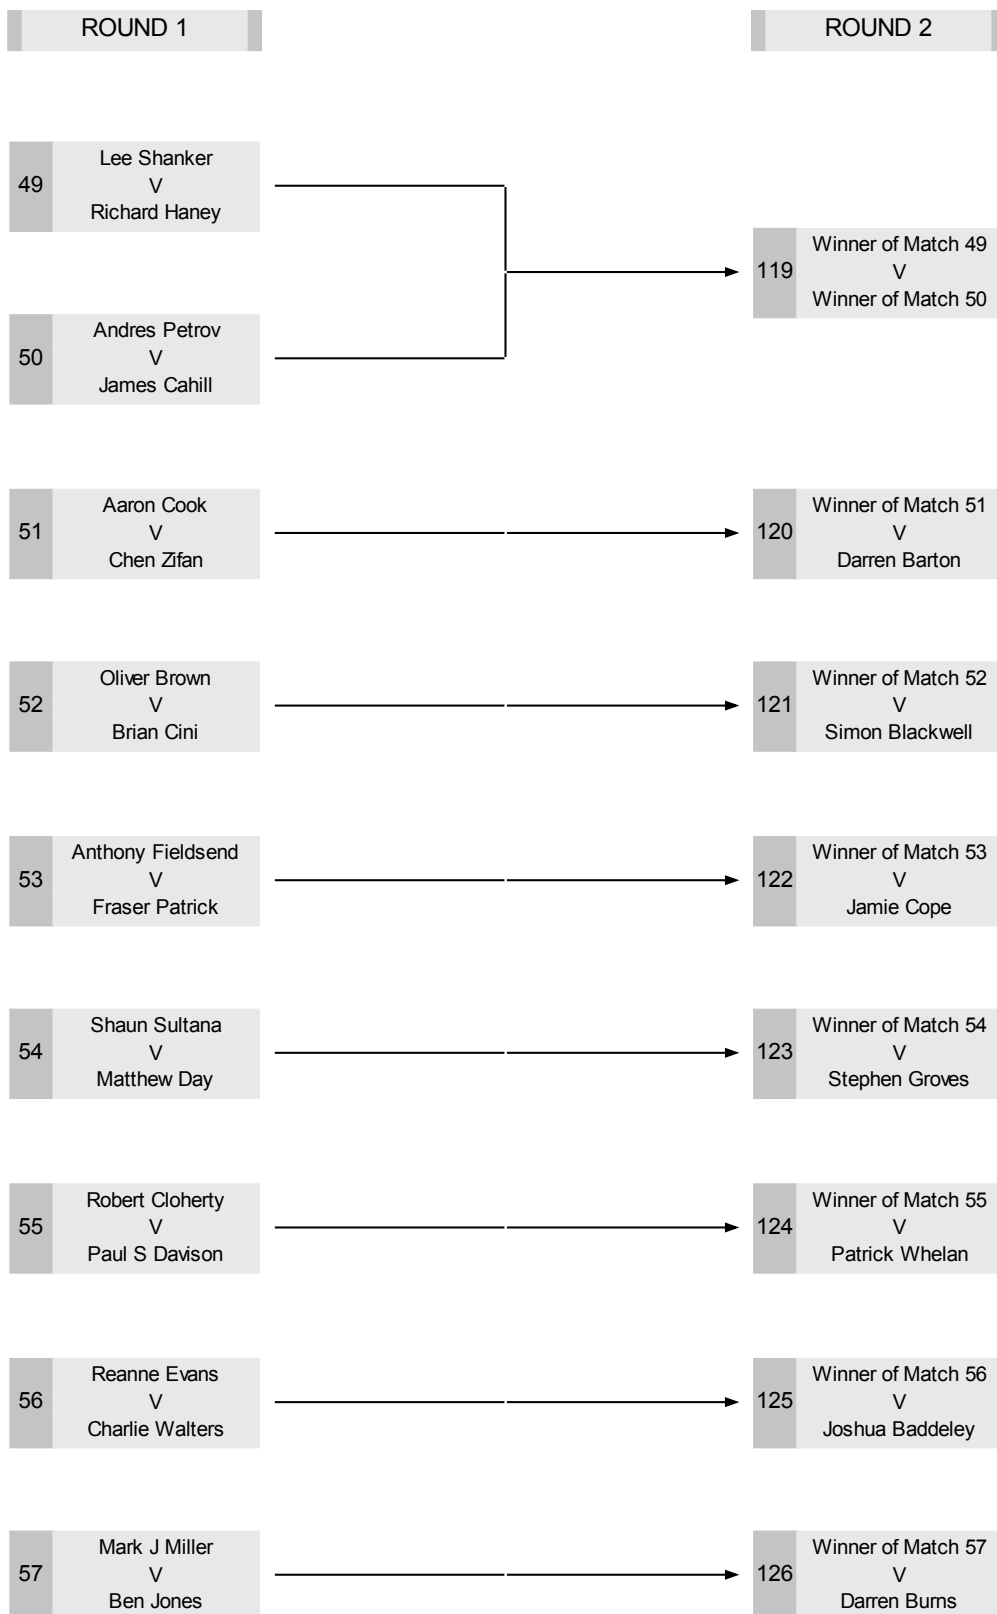 ROUND 1
ROUND 2
49
Lee Shanker
V
Richard Haney
119
Winner of Match 49
V
Winner of Match 50
50
Andres Petrov
V
James Cahill
51
Aaron Cook
V
Chen Zifan
120
Winner of Match 51
V
Darren Barton
52
Oliver Brown
V
Brian Cini
121
Winner of Match 52
V
Simon Blackwell
53
Anthony Fieldsend
V
Fraser Patrick
122
Winner of Match 53
V
Jamie Cope
54
Shaun Sultana
V
Matthew Day
123
Winner of Match 54
V
Stephen Groves
55
Robert Cloherty
V
Paul S Davison
124
Winner of Match 55
V
Patrick Whelan
56
Reanne Evans
V
Charlie Walters
125
Winner of Match 56
V
Joshua Baddeley
57
Mark J Miller
V
Ben Jones
126
Winner of Match 57
V
Darren Burns